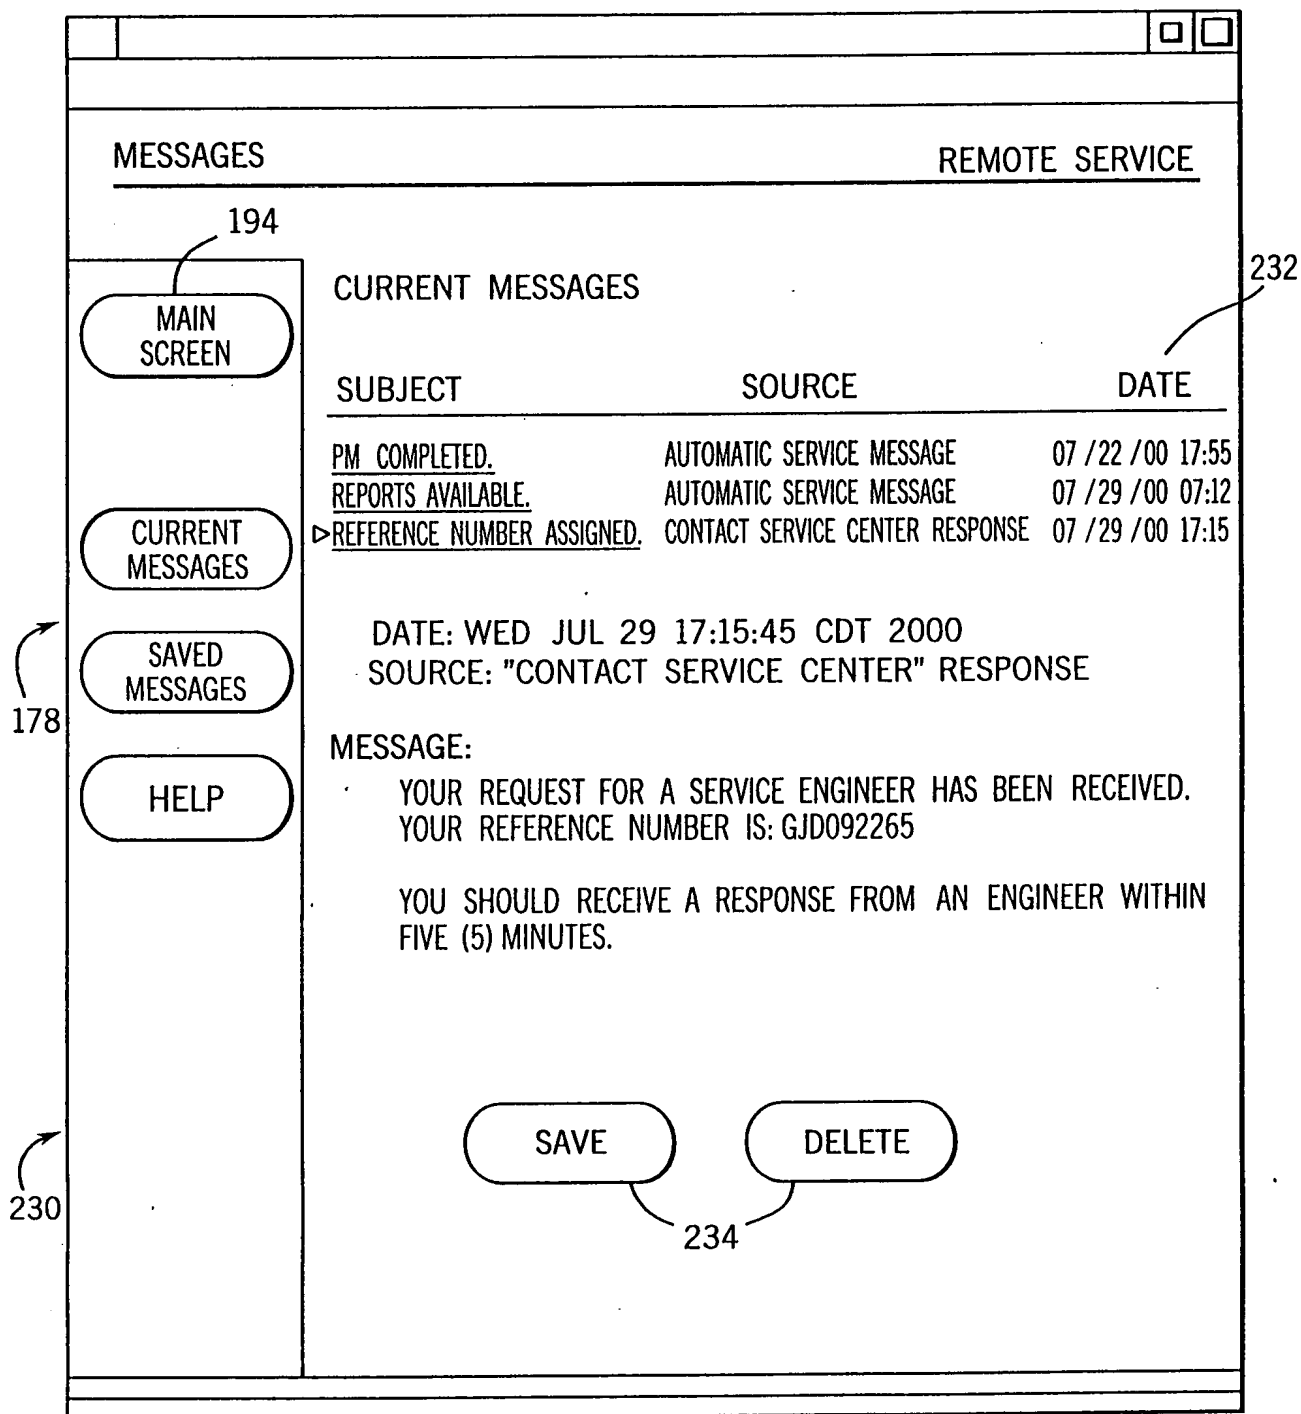 MESSAGES REMOTE SERVICE
194
232
MAIN
SCREEN
CURRENT MESSAGES
SUBJECT SOURCE DATE
PM COMPLETED. AUTOMATIC SERVICE MESSAGE 07 /22 /00 17:55
REPORTS AVAILABLE. AUTOMATIC SERVICE MESSAGE 07 /29 /00 07:12
REFERENCE NUMBER ASSIGNED. CONTACT SERVICE CENTER RESPONSE 07 /29 /00 17:15
CURRENT
MESSAGES
SAVED
MESSAGES
HELP
178
DATE: WED JUL 29 17:15:45 CDT 2000
SOURCE: "CONTACT SERVICE CENTER" RESPONSE
MESSAGE:
YOUR REQUEST FOR A SERVICE ENGINEER HAS BEEN RECEIVED.
YOUR REFERENCE NUMBER IS: GJD092265
YOU SHOULD RECEIVE A RESPONSE FROM AN ENGINEER WITHIN
FIVE (5) MINUTES.
SAVE DELETE
230
234